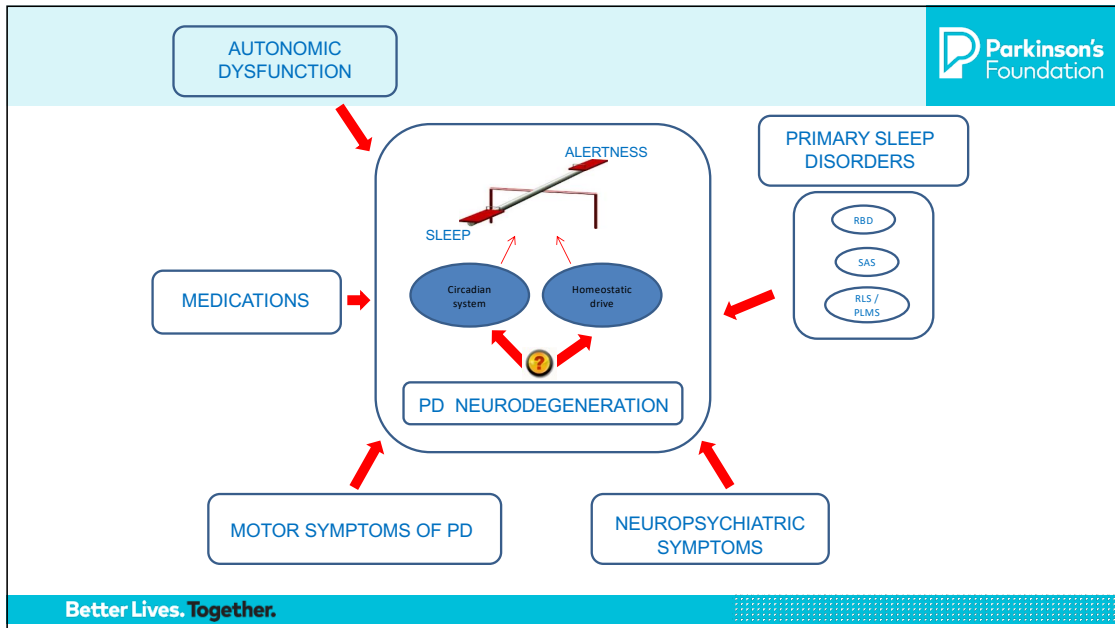 AUTONOMIC
DYSFUNCTION
Parkinson's
Foundation
ALERTNESS
SLEEP
Circadian
system
Homeostatic
drive
?
PD NEURODEGENERATION
PRIMARY SLEEP
DISORDERS
RBD
SAS
RLS /
PLMS
MEDICATIONS
MOTOR SYMPTOMS OF PD
NEUROPSYCHIATRIC
SYMPTOMS
Better Lives. Together.